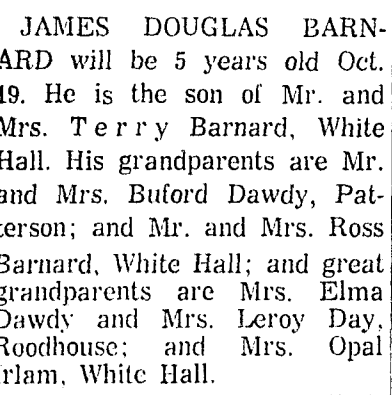 JAMES DOUGLAS BARN-
ARD will be 5 years old Oct.
19. He is the son of Mr. and
Mrs. Terry Barnard, White
Hall. His grandparents are Mr.
and Mrs. Buford Dawdy, Pat-
terson; and Mr. and Mrs. Ross
Barnard, White Hall; and great
grandparents are Mrs. Elma
Dawdy and Mrs. Leroy Day,
Roodhouse; and Mrs. Opal
Irlam, White Hall.